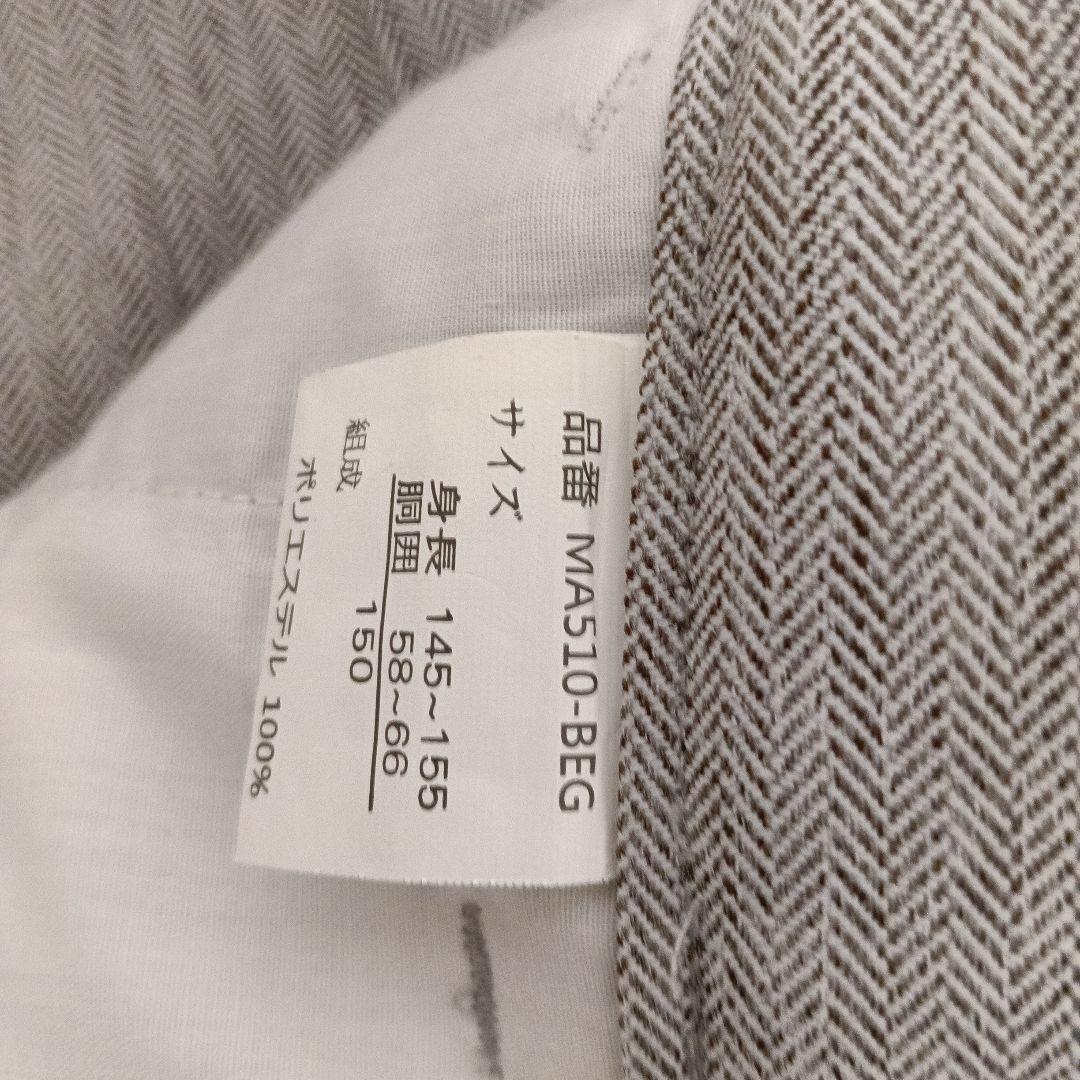 品番 MA510-BEG
サイズ
身長 145~155
胴囲 58~66
150
組成
ポリエステル 100%